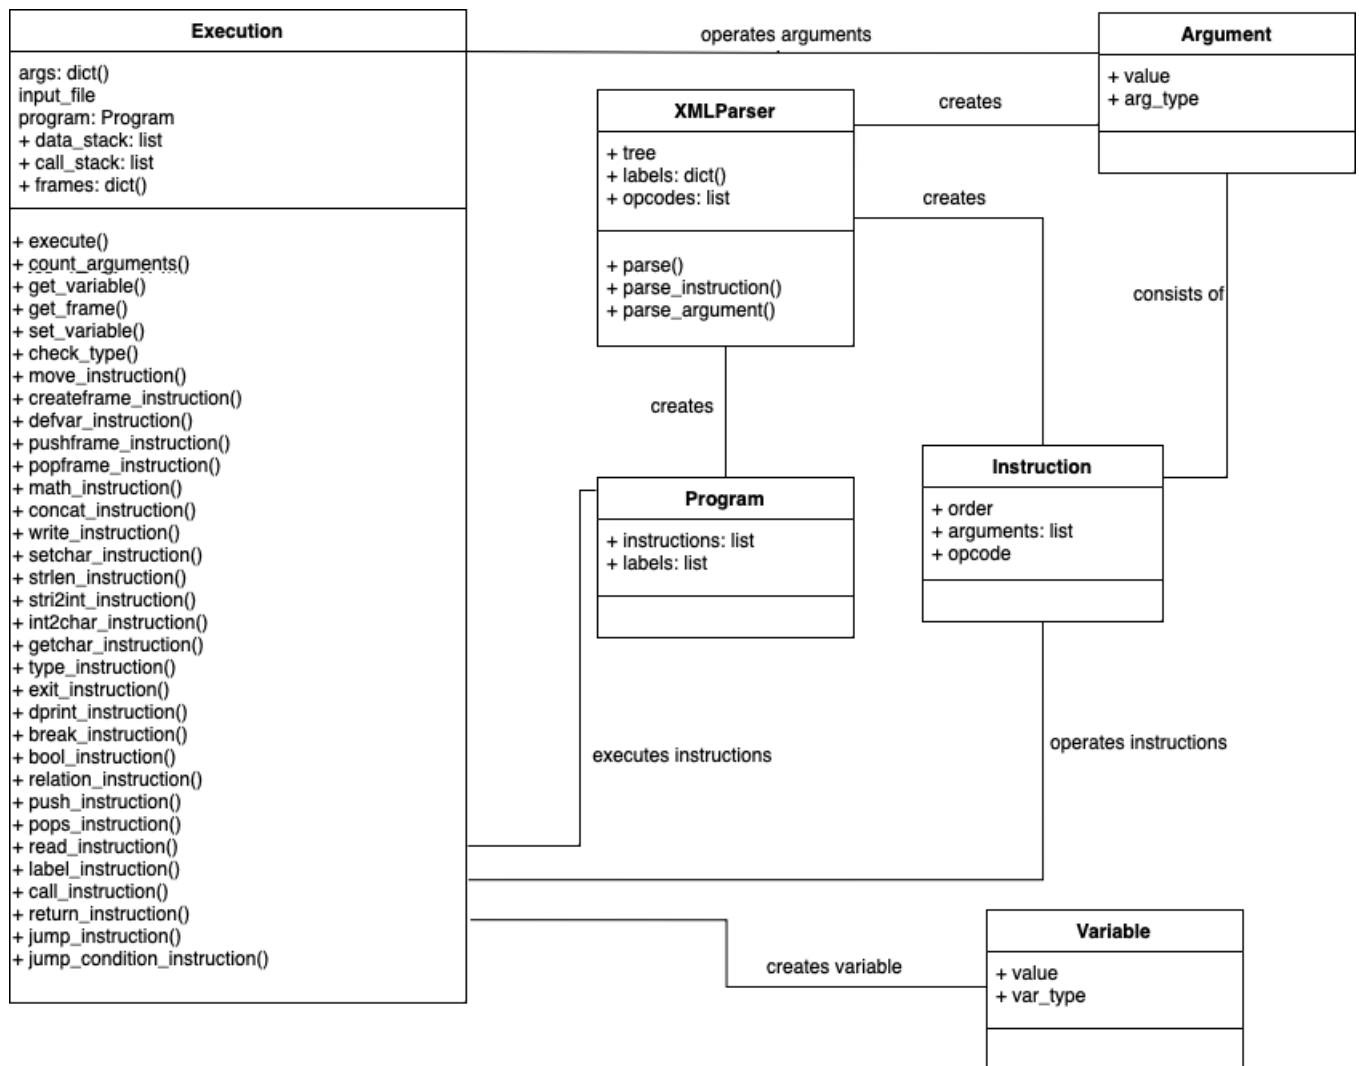 Execution
args: dict()
input_file
program: Program
+ data_stack: list
+ call_stack: list
+ frames: dict()
+ execute()
+ count_arguments()
+ get_variable()
+ get_frame()
+ set_variable()
+ check_type()
+ move_instruction()
+ createframe_instruction()
+ defvar_instruction()
+ pushframe_instruction()
+ popframe_instruction()
+ math_instruction()
+ concat_instruction()
+ write_instruction()
+ setchar_instruction()
+ strlen_instruction()
+ stri2int_instruction()
+ int2char_instruction()
+ getchar_instruction()
+ type_instruction()
+ exit_instruction()
+ dprint_instruction()
+ break_instruction()
+ bool_instruction()
+ relation_instruction()
+ push_instruction()
+ pops_instruction()
+ read_instruction()
+ label_instruction()
+ call_instruction()
+ return_instruction()
+ jump_instruction()
+ jump_condition_instruction()
operates arguments
Argument
+ value
+ arg_type
XMLParser
+ tree
+ labels: dict()
+ opcodes: list
+ parse()
+ parse_instruction()
+ parse_argument()
creates
creates
consists of
creates
Program
+ instructions: list
+ labels: list
Instruction
+ order
+ arguments: list
+ opcode
executes instructions
operates instructions
creates variable
Variable
+ value
+ var_type